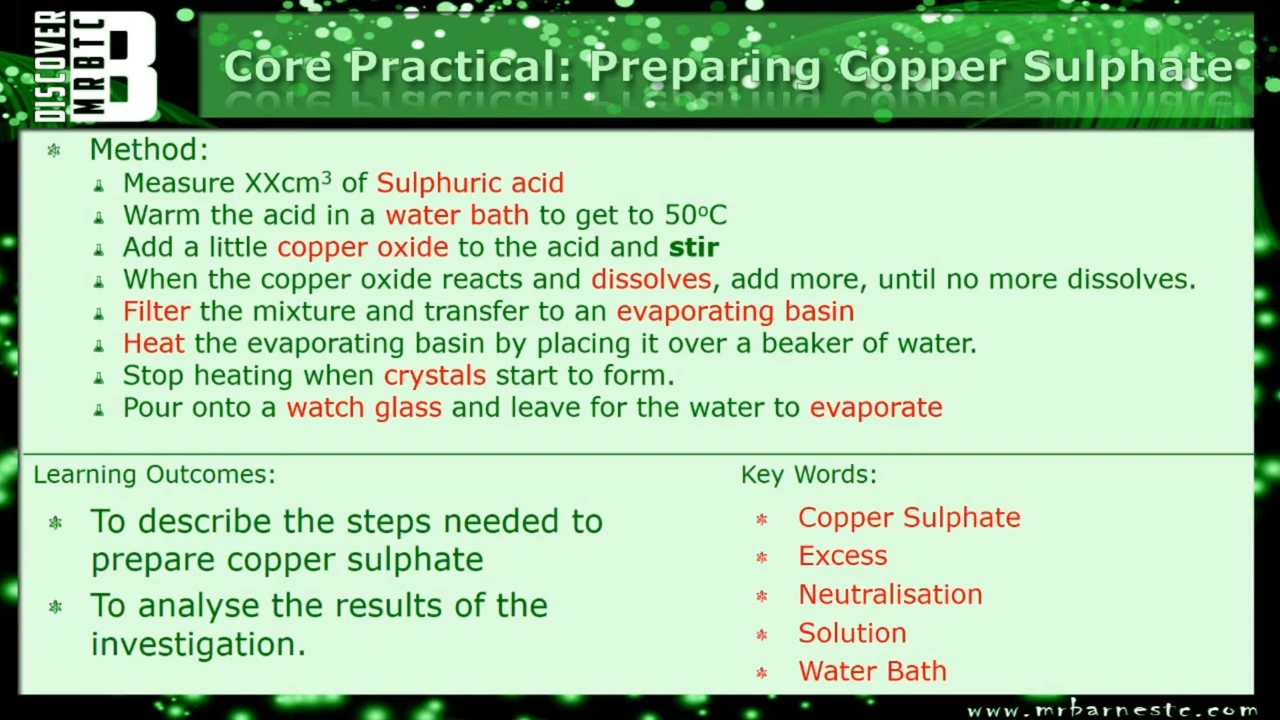 DISCOVER
MRBTC
B
Core Practical: Preparing Copper Sulphate
Method:
Measure XXcm³ of Sulphuric acid
Warm the acid in a water bath to get to 50ᵒC
Add a little copper oxide to the acid and stir
When the copper oxide reacts and dissolves, add more, until no more dissolves.
Filter the mixture and transfer to an evaporating basin
Heat the evaporating basin by placing it over a beaker of water.
Stop heating when crystals start to form.
Pour onto a watch glass and leave for the water to evaporate
Learning Outcomes:
To describe the steps needed to
prepare copper sulphate
To analyse the results of the
investigation.
Key Words:
Copper Sulphate
Excess
Neutralisation
Solution
Water Bath
www.mrbarnestc.com